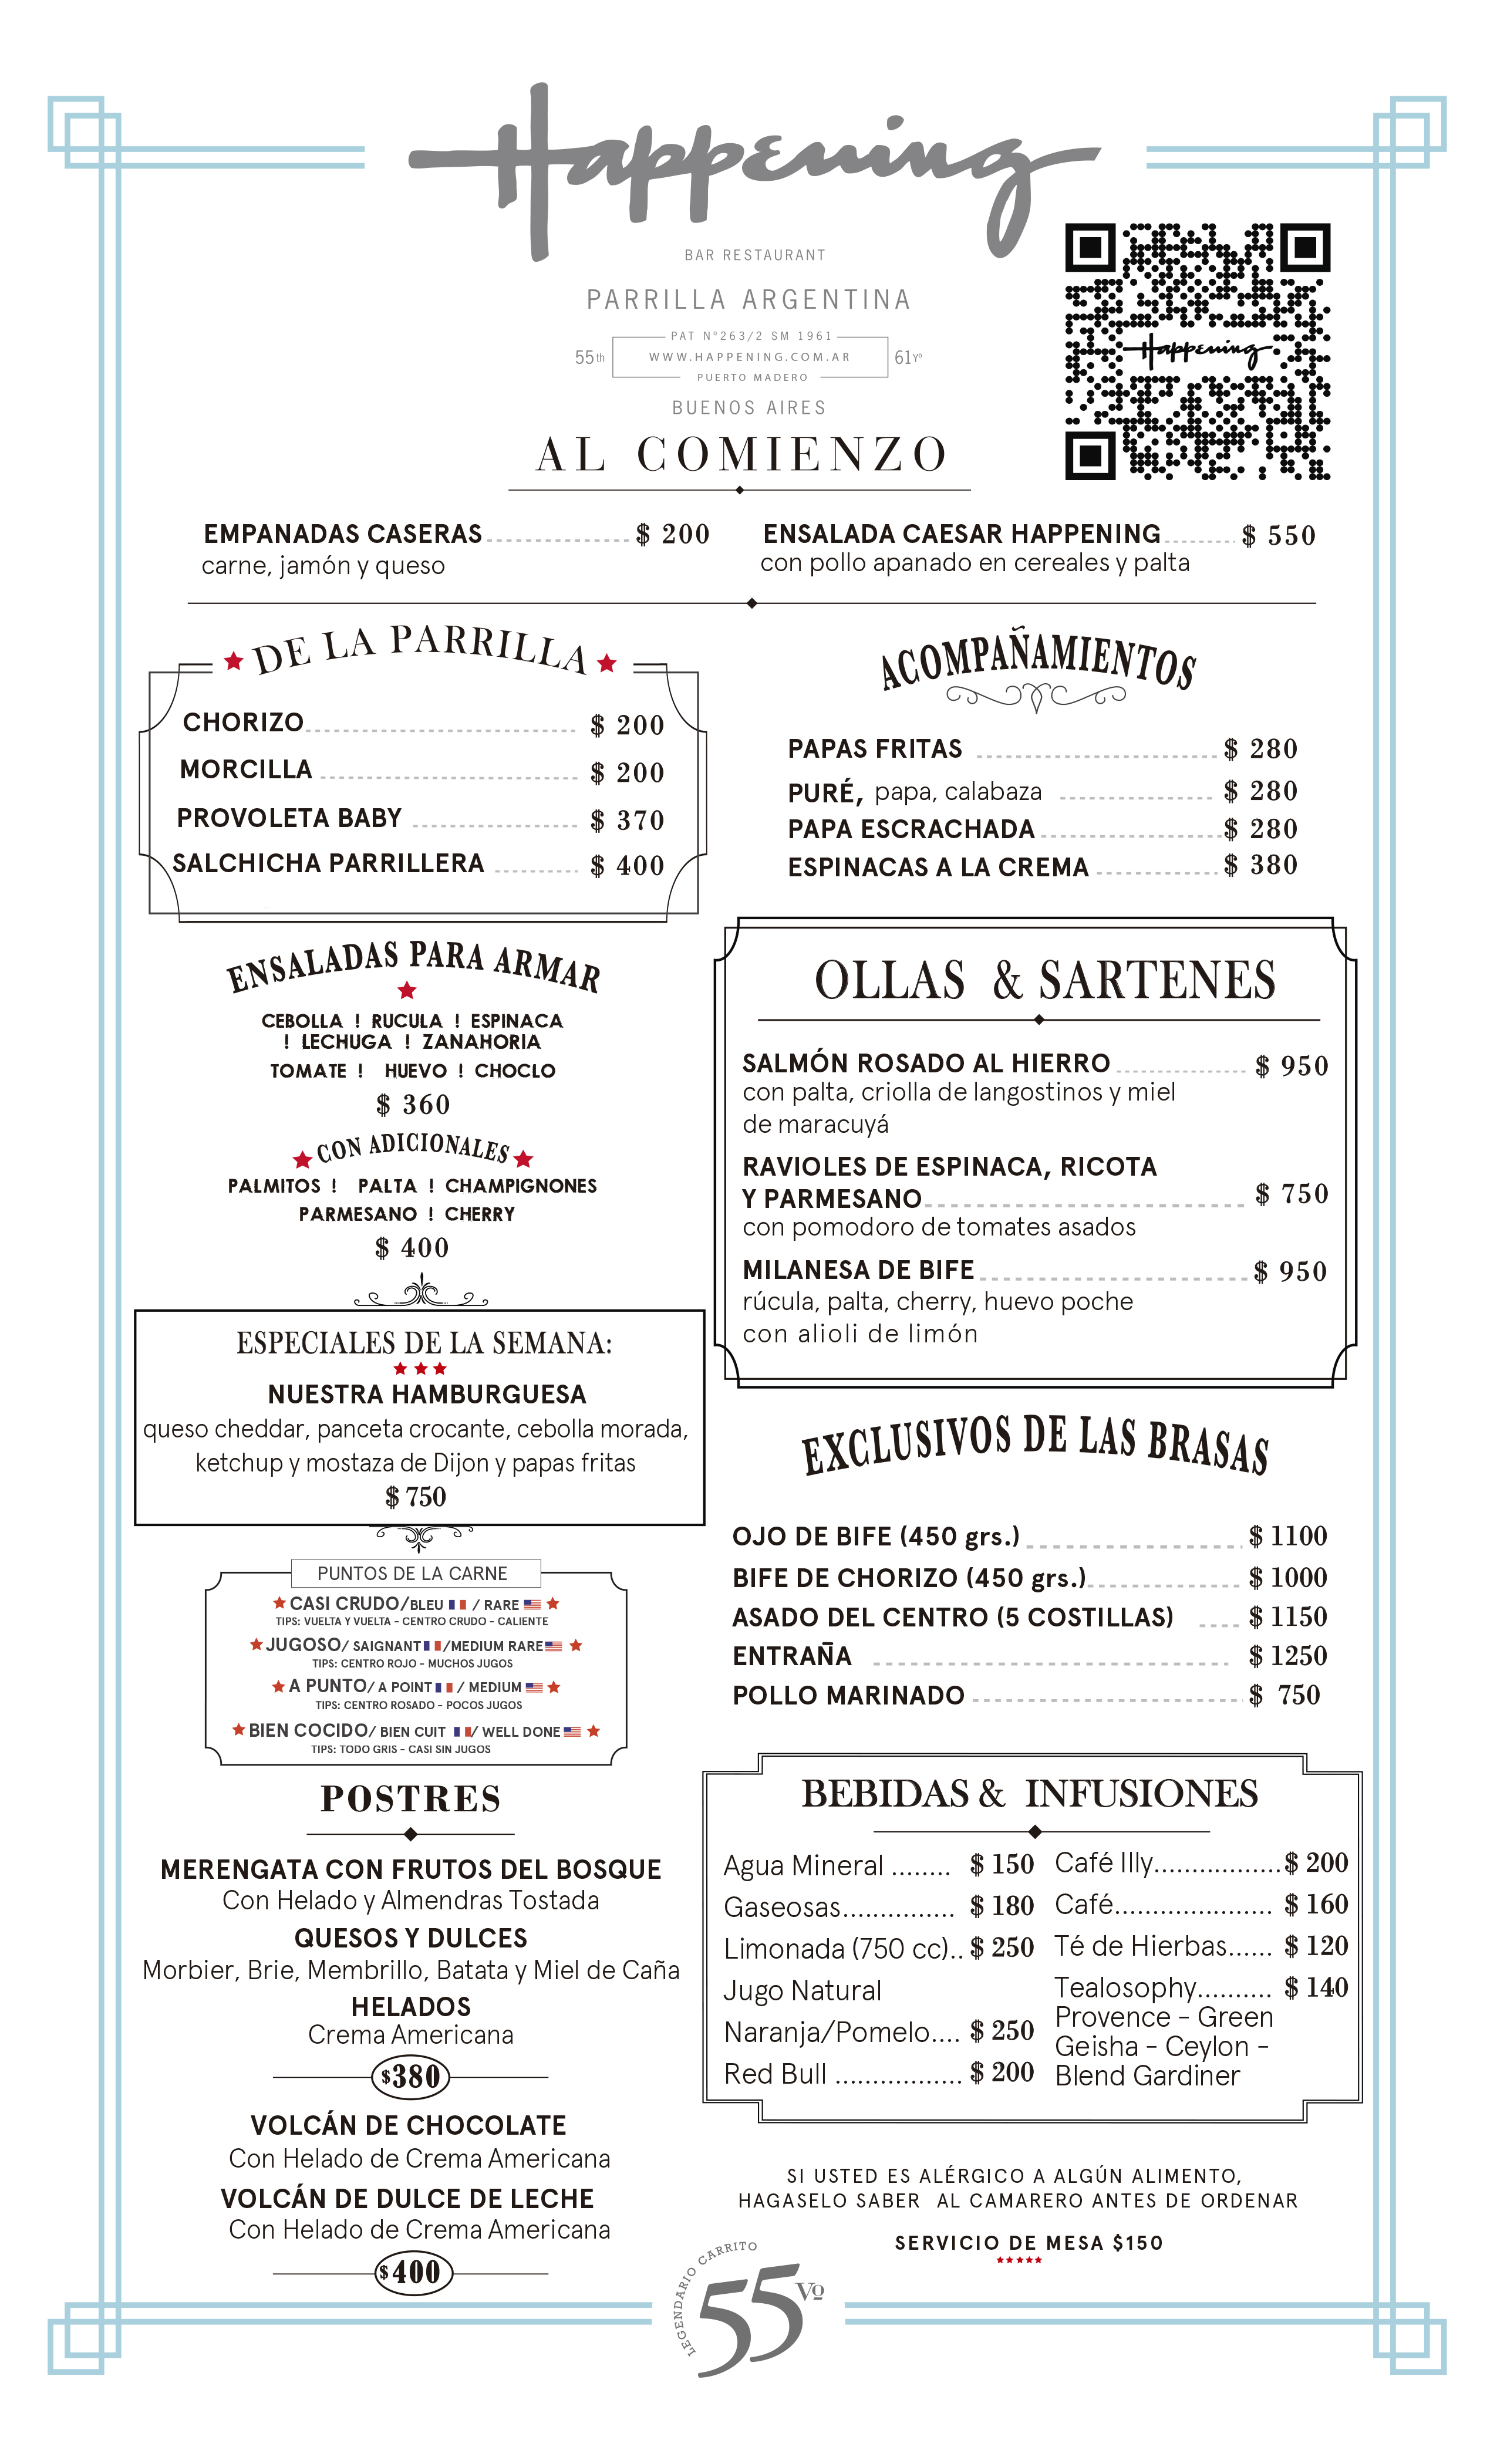 Happening
BAR RESTAURANT
PARRILLA ARGENTINA
PAT Nº263/2 SM 1961
55th WWW.HAPPENING.COM.AR 61Yº
PUERTO MADERO
BUENOS AIRES
Happening
AL COMIENZO
EMPANADAS CASERAS $ 200
carne, jamón y queso
ENSALADA CAESAR HAPPENING $ 550
con pollo apanado en cereales y palta
DE LA PARRILLA
CHORIZO $ 200
MORCILLA $ 200
PROVOLETA BABY $ 370
SALCHICHA PARRILLERA $ 400
ACOMPAÑAMIENTOS
PAPAS FRITAS $ 280
PURÉ, papa, calabaza $ 280
PAPA ESCRACHADA $ 280
ESPINACAS A LA CREMA $ 380
ENSALADAS PARA ARMAR
CEBOLLA ! RUCULA ! ESPINACA
! LECHUGA ! ZANAHORIA
TOMATE ! HUEVO ! CHOCLO
$ 360
CON ADICIONALES
PALMITOS ! PALTA ! CHAMPIGNONES
PARMESANO ! CHERRY
$ 400
OLLAS & SARTENES
SALMÓN ROSADO AL HIERRO $ 950
con palta, criolla de langostinos y miel
de maracuyá
RAVIOLES DE ESPINACA, RICOTA
Y PARMESANO $ 750
con pomodoro de tomates asados
MILANESA DE BIFE $ 950
rúcula, palta, cherry, huevo poche
con alioli de limón
ESPECIALES DE LA SEMANA:
NUESTRA HAMBURGUESA
queso cheddar, panceta crocante, cebolla morada,
ketchup y mostaza de Dijon y papas fritas
$ 750
EXCLUSIVOS DE LAS BRASAS
OJO DE BIFE (450 grs.) $ 1100
BIFE DE CHORIZO (450 grs.) $ 1000
ASADO DEL CENTRO (5 COSTILLAS) $ 1150
ENTRAÑA $ 1250
POLLO MARINADO $ 750
PUNTOS DE LA CARNE
CASI CRUDO/BLEU / RARE
TIPS: VUELTA Y VUELTA - CENTRO CRUDO - CALIENTE
JUGOSO/ SAIGNANT /MEDIUM RARE
TIPS: CENTRO ROJO - MUCHOS JUGOS
A PUNTO/ A POINT / MEDIUM
TIPS: CENTRO ROSADO - POCOS JUGOS
BIEN COCIDO/ BIEN CUIT / WELL DONE
TIPS: TODO GRIS - CASI SIN JUGOS
POSTRES
MERENGATA CON FRUTOS DEL BOSQUE
Con Helado y Almendras Tostada
QUESOS Y DULCES
Morbier, Brie, Membrillo, Batata y Miel de Caña
HELADOS
Crema Americana
$380
VOLCÁN DE CHOCOLATE
Con Helado de Crema Americana
VOLCÁN DE DULCE DE LECHE
Con Helado de Crema Americana
$400
BEBIDAS & INFUSIONES
Agua Mineral ........ $ 150
Gaseosas............... $ 180
Limonada (750 cc).. $ 250
Jugo Natural
Naranja/Pomelo.... $ 250
Red Bull ................. $ 200
Café Illy................. $ 200
Café..................... $ 160
Té de Hierbas...... $ 120
Tealosophy.......... $ 140
Provence - Green
Geisha - Ceylon -
Blend Gardiner
SI USTED ES ALÉRGICO A ALGÚN ALIMENTO,
HAGASELO SABER AL CAMARERO ANTES DE ORDENAR
SERVICIO DE MESA $150
LEGENDARIO CARRITO
55 Vº